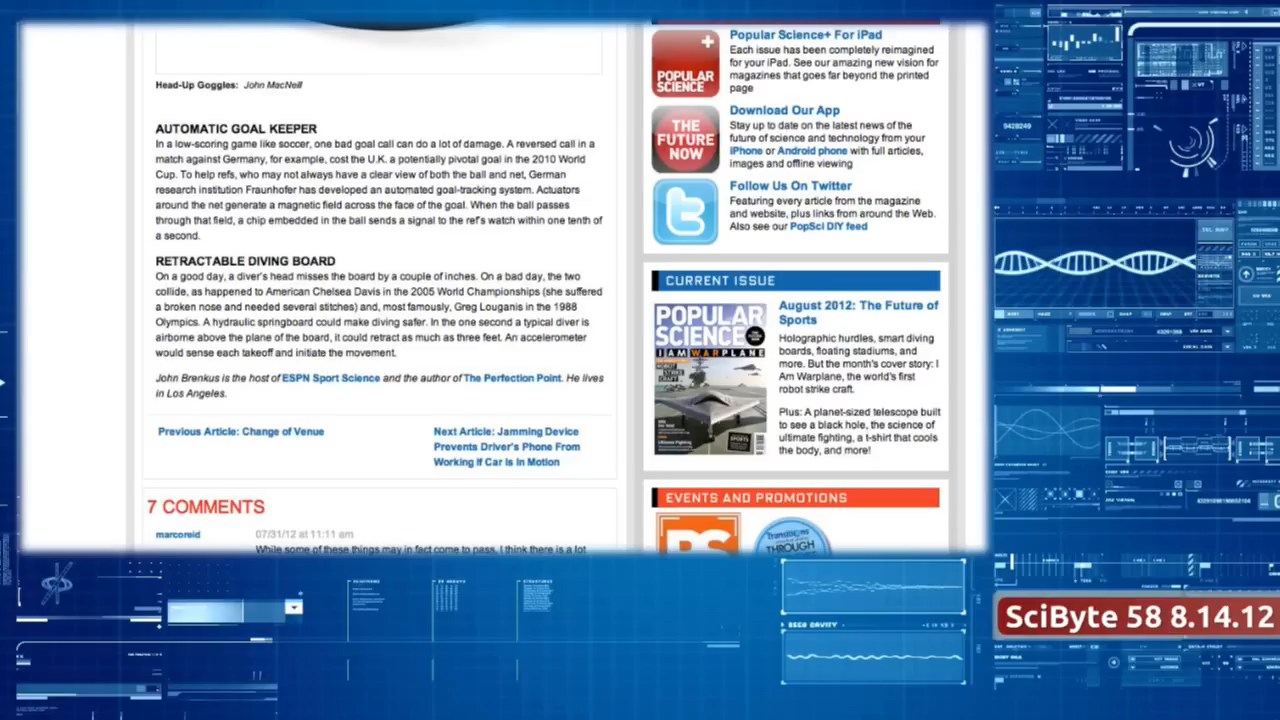 Head-Up Goggles: John MacNeill
AUTOMATIC GOAL KEEPER
In a low-scoring game like soccer, one bad goal call can do a lot of damage. A reversed call in a
match against Germany, for example, cost the U.K. a potentially pivotal goal in the 2010 World
Cup. To help refs, who may not always have a clear view of both the ball and net, German
research institution Fraunhofer has developed an automated goal-tracking system. Actuators
around the net generate a magnetic field across the face of the goal. When the ball passes
through that field, a chip embedded in the ball sends a signal to the ref's watch within one tenth of
a second.
RETRACTABLE DIVING BOARD
On a good day, a diver's head misses the board by a couple of inches. On a bad day, the two
collide, as happened to American Chelsea Davis in the 2005 World Championships (she suffered
a broken nose and needed several stitches) and, most famously, Greg Louganis in the 1988
Olympics. A hydraulic springboard could make diving safer. In the one second a typical diver is
airborne above the plane of the board, it could retract as much as three feet. An accelerometer
would sense each takeoff and initiate the movement.
John Brenkus is the host of ESPN Sport Science and the author of The Perfection Point. He lives
in Los Angeles.
Previous Article: Change of Venue
Next Article: Jamming Device
Prevents Driver's Phone From
Working If Car Is In Motion
7 COMMENTS
marcoreid
07/31/12 at 11:11 am
While some of these things may in fact come to pass, I think there is a lot
POPULAR
SCIENCE
Popular Science+ For iPad
Each issue has been completely reimagined
for your iPad. See our amazing new vision for
magazines that goes far beyond the printed
page
THE
FUTURE
NOW
Download Our App
Stay up to date on the latest news of the
future of science and technology from your
iPhone or Android phone with full articles,
images and offline viewing
Follow Us On Twitter
Featuring every article from the magazine
and website, plus links from around the Web.
Also see our PopSci DIY feed
CURRENT ISSUE
POPULAR
SCIENCE
I AM WARPLANE
August 2012: The Future of
Sports
Holographic hurdles, smart diving
boards, floating stadiums, and
more. But the month's cover story: I
Am Warplane, the world's first
robot strike craft.
Plus: A planet-sized telescope built
to see a black hole, the science of
ultimate fighting, a t-shirt that cools
the body, and more!
EVENTS AND PROMOTIONS
THROUGH
SciByte 58 8.14.12